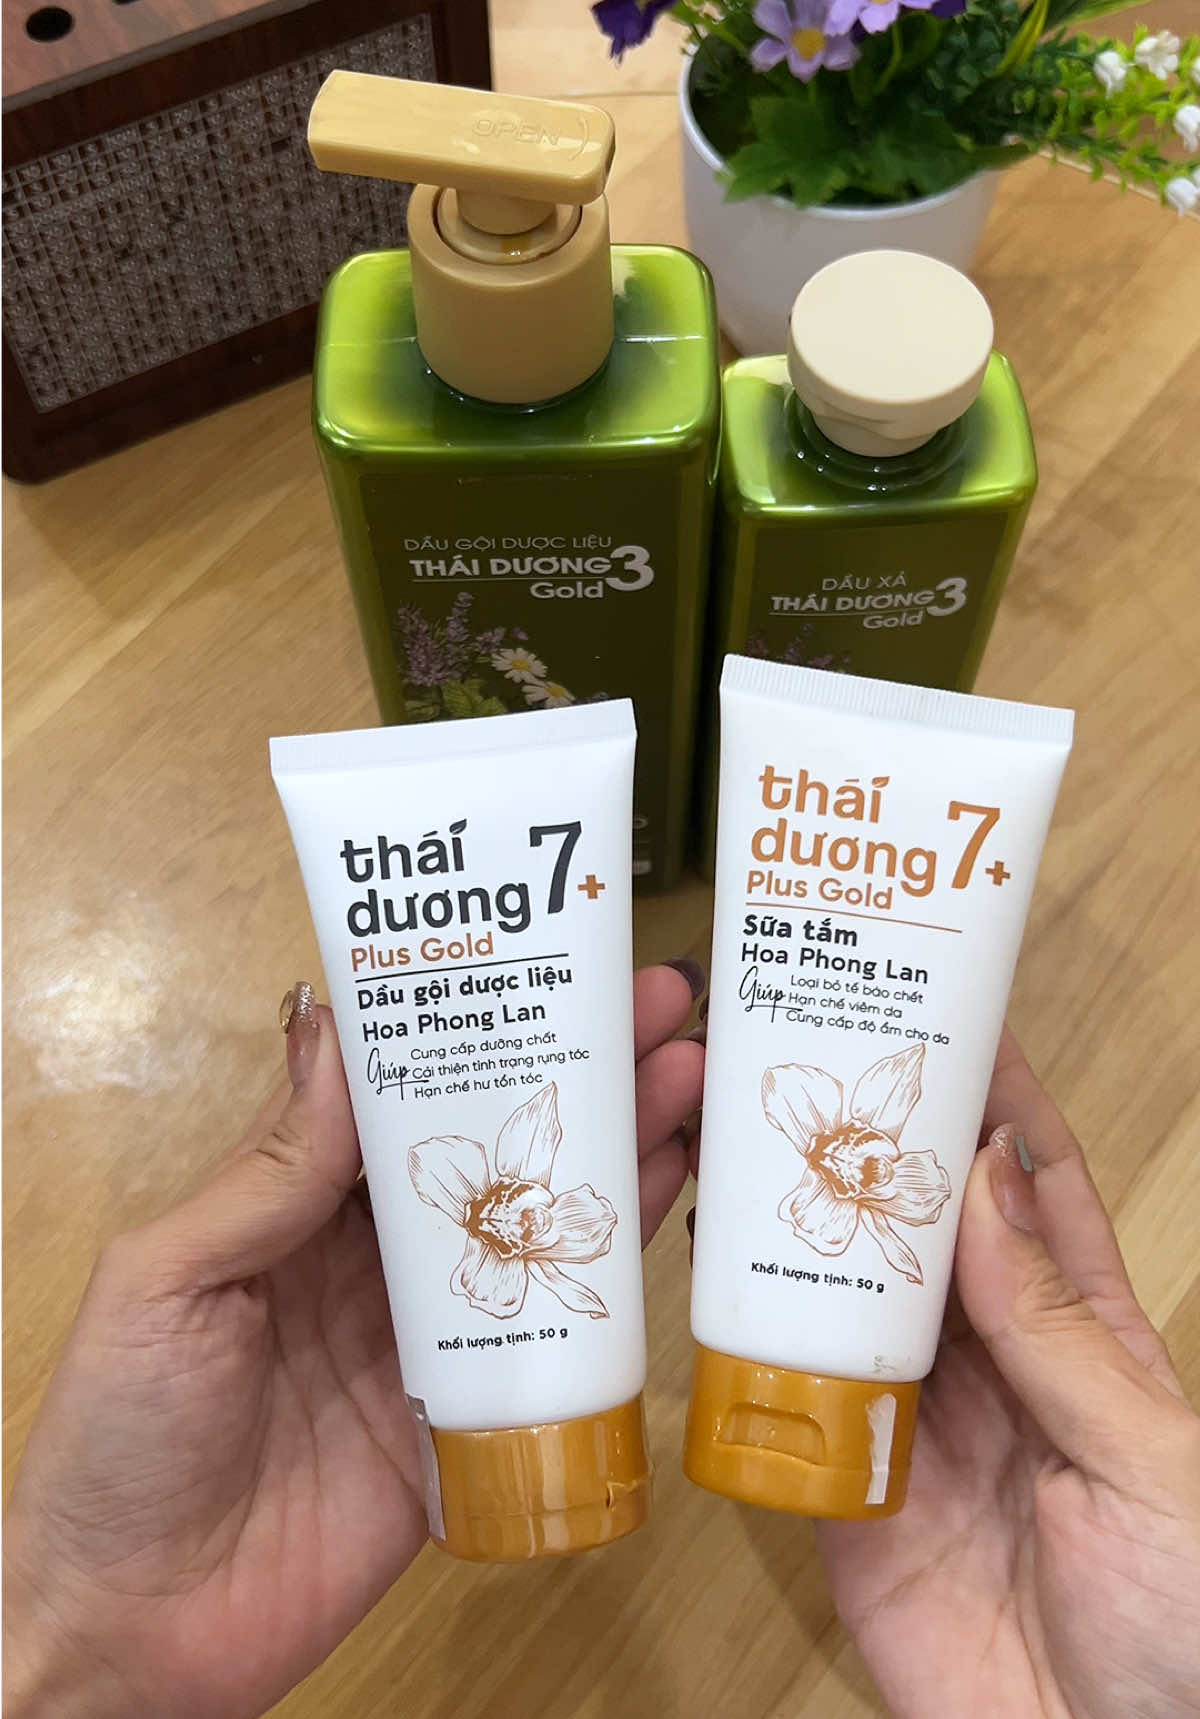 OPEN
DẦU GỘI DƯỢC LIỆU
THÁI DƯƠNG 3
Gold
DẦU XẢ
THÁI DƯƠNG 3
Gold
thái
dương 7+
Plus Gold
Dầu gội dược liệu
Hoa Phong Lan
Giúp
Cung cấp dưỡng chất
Cải thiện tình trạng rụng tóc
Hạn chế hư tổn tóc
Khối lượng tịnh: 50 g
thái
dương 7+
Plus Gold
Sữa tắm
Hoa Phong Lan
Giúp
Loại bỏ tế bào chết
Hạn chế viêm da
Cung cấp độ ẩm cho da
Khối lượng tịnh: 50 g